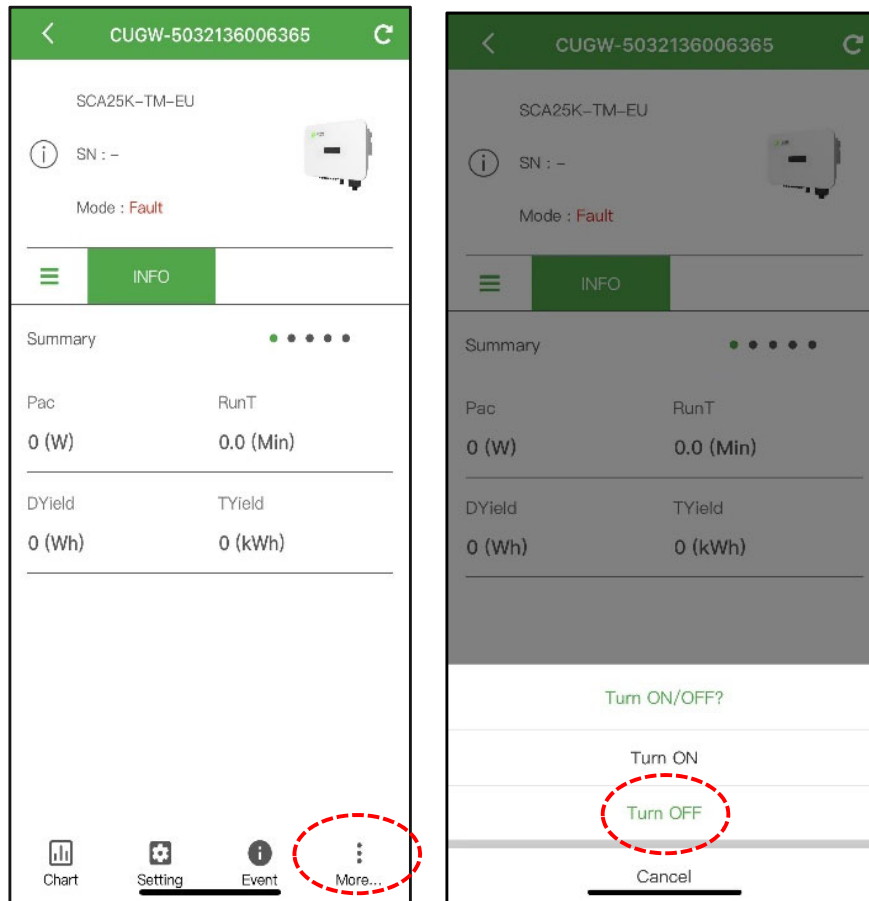 CUGW-5032136006365
SCA25K-TM-EU
SN : -
Mode : Fault
INFO
Summary
Pac RunT
0 (W) 0.0 (Min)
DYield TYield
0 (Wh) 0 (kWh)
Chart Setting Event More...
CUGW-5032136006365
SCA25K-TM-EU
SN : -
Mode : Fault
INFO
Summary
Pac RunT
0 (W) 0.0 (Min)
DYield TYield
0 (Wh) 0 (kWh)
Turn ON/OFF?
Turn ON
Turn OFF
Cancel